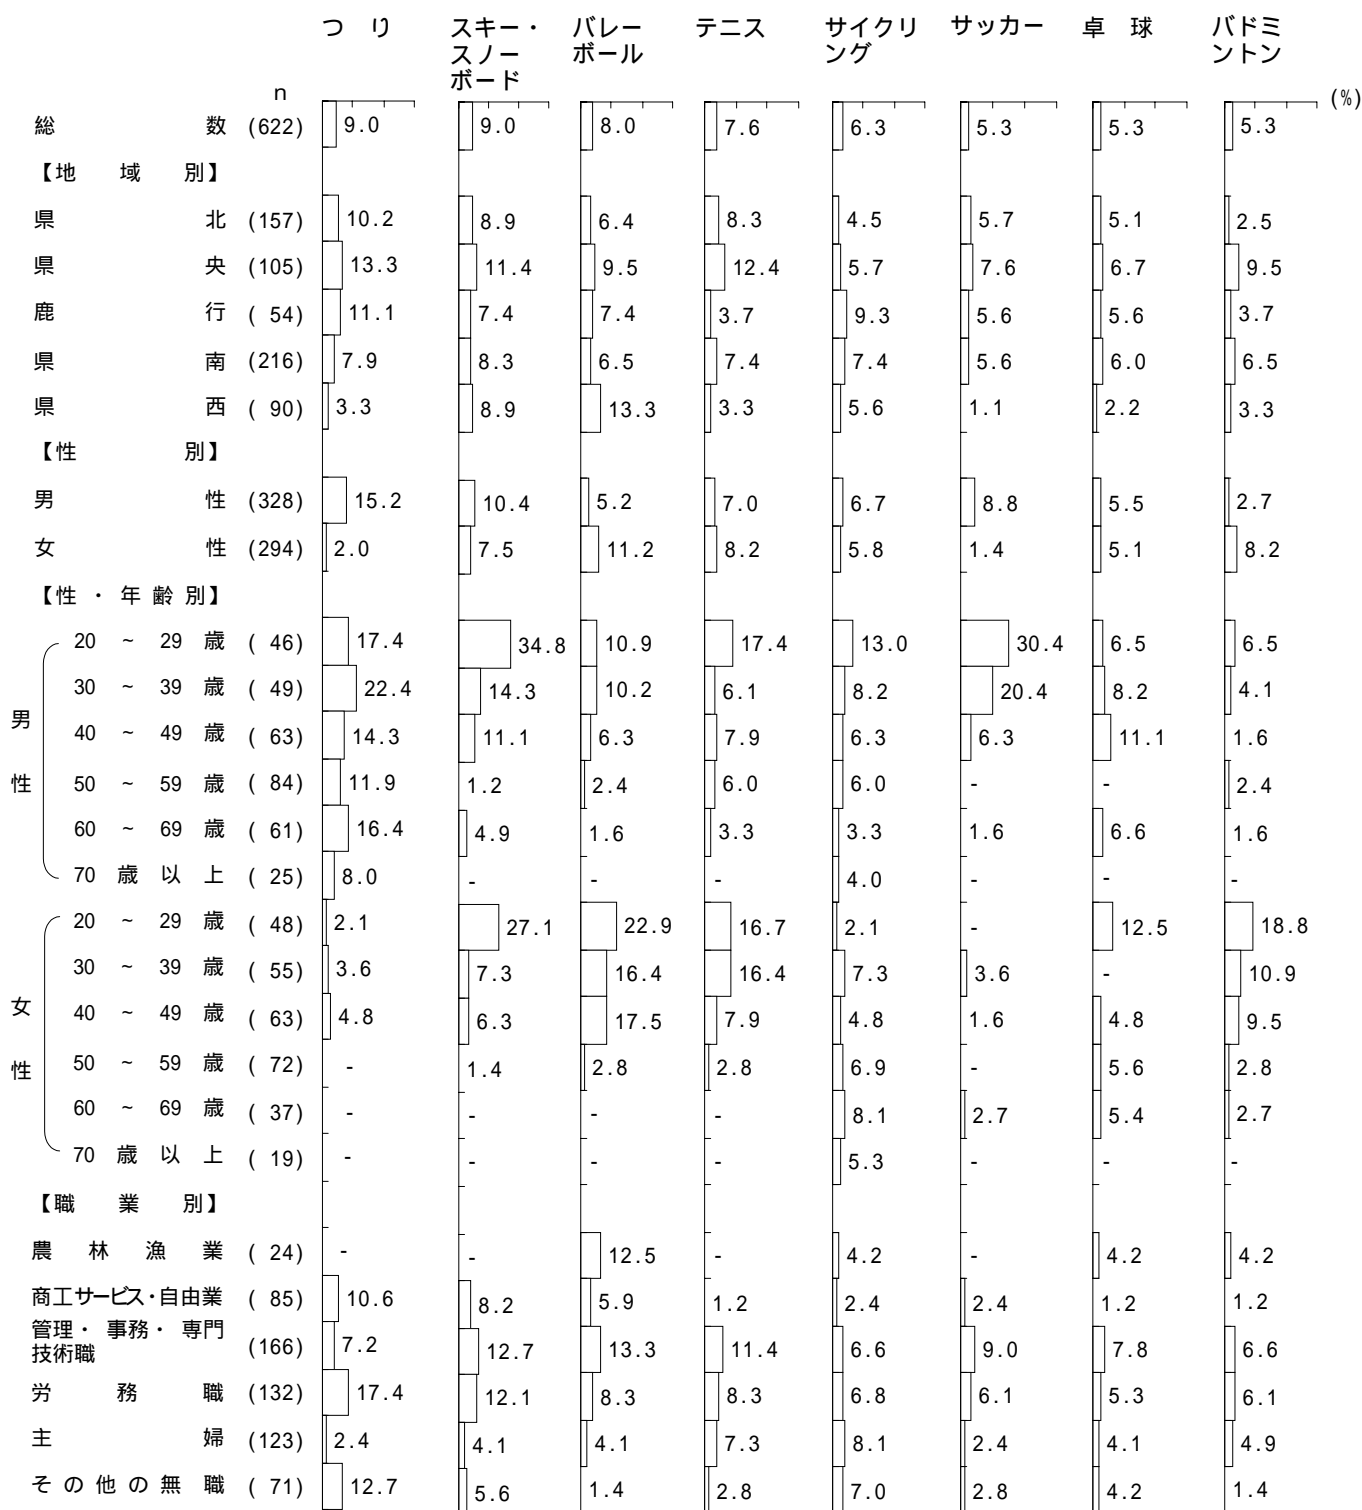 つ り スキー・スノーボード バレーボール テニス サイクリング サッカー 卓 球 バドミントン
n (%)
総 数 (622) 9.0 9.0 8.0 7.6 6.3 5.3 5.3 5.3
【地 域 別】
県 北 (157) 10.2 8.9 6.4 8.3 4.5 5.7 5.1 2.5
県 央 (105) 13.3 11.4 9.5 12.4 5.7 7.6 6.7 9.5
鹿 行 ( 54) 11.1 7.4 7.4 3.7 9.3 5.6 5.6 3.7
県 南 (216) 7.9 8.3 6.5 7.4 7.4 5.6 6.0 6.5
県 西 ( 90) 3.3 8.9 13.3 3.3 5.6 1.1 2.2 3.3
【性 別】
男 性 (328) 15.2 10.4 5.2 7.0 6.7 8.8 5.5 2.7
女 性 (294) 2.0 7.5 11.2 8.2 5.8 1.4 5.1 8.2
【性 ・ 年 齢 別】
男 性
20 ~ 29 歳 ( 46) 17.4 34.8 10.9 17.4 13.0 30.4 6.5 6.5
30 ~ 39 歳 ( 49) 22.4 14.3 10.2 6.1 8.2 20.4 8.2 4.1
40 ~ 49 歳 ( 63) 14.3 11.1 6.3 7.9 6.3 6.3 11.1 1.6
50 ~ 59 歳 ( 84) 11.9 1.2 2.4 6.0 6.0 - - 2.4
60 ~ 69 歳 ( 61) 16.4 4.9 1.6 3.3 3.3 1.6 6.6 1.6
70 歳 以 上 ( 25) 8.0 - - - 4.0 - - -
女 性
20 ~ 29 歳 ( 48) 2.1 27.1 22.9 16.7 2.1 - 12.5 18.8
30 ~ 39 歳 ( 55) 3.6 7.3 16.4 16.4 7.3 3.6 - 10.9
40 ~ 49 歳 ( 63) 4.8 6.3 17.5 7.9 4.8 1.6 4.8 9.5
50 ~ 59 歳 ( 72) - 1.4 2.8 2.8 6.9 - 5.6 2.8
60 ~ 69 歳 ( 37) - - - - 8.1 2.7 5.4 2.7
70 歳 以 上 ( 19) - - - - 5.3 - - -
【職 業 別】
農 林 漁 業 ( 24) - - 12.5 - 4.2 - 4.2 4.2
商工サービス・自由業 ( 85) 10.6 8.2 5.9 1.2 2.4 2.4 1.2 1.2
管理・ 事務・ 専門
技術職 (166) 7.2 12.7 13.3 11.4 6.6 9.0 7.8 6.6
労 務 職 (132) 17.4 12.1 8.3 8.3 6.8 6.1 5.3 6.1
主 婦 (123) 2.4 4.1 4.1 7.3 8.1 2.4 4.1 4.9
そ の 他 の 無 職 ( 71) 12.7 5.6 1.4 2.8 7.0 2.8 4.2 1.4